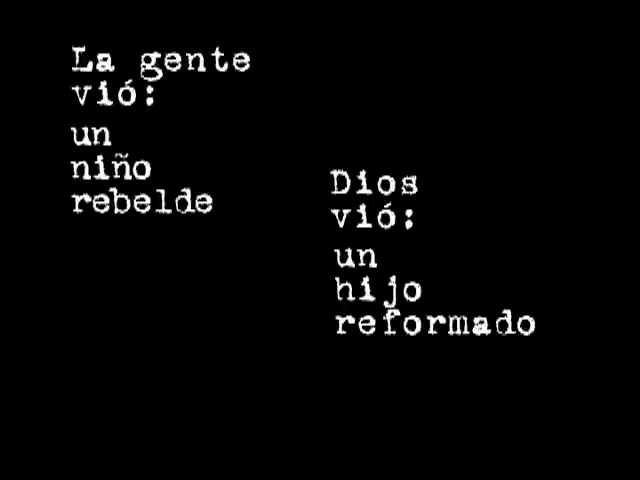 La gente
vió:
un
niño
rebelde
Dios
vió:
un
hijo
reformado